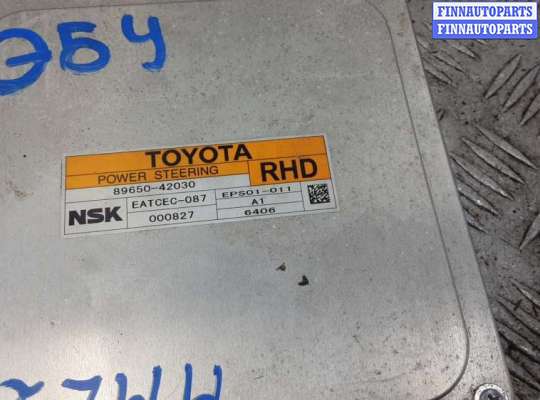 FINNAUTOPARTS
FINNAUTOPARTS
ЭБУ
TOYOTA
POWER STEERING
RHD
89650-42030
NSK
EATCEC-087
EPS01-011
000827
A1
6406